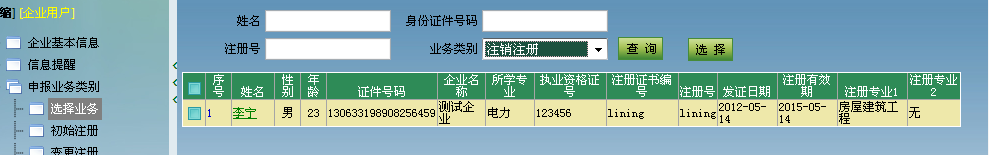 缩] [企业用户]
企业基本信息
信息提醒
申报业务类别
选择业务
初始注册
变更注册
姓名 身份证件号码
注册号 业务类别 注销注册 查 询 选 择
序号 姓名 性别 年龄 证件号码 企业名称 所学专业 执业资格证号 注册证书编号 注册号 发证日期 注册有效期 注册专业1 注册专业2
1 李宁 男 23 130633198908256459 测试企业 电力 123456 lining lining 2012-05-14 2015-05-14 房屋建筑工程 无